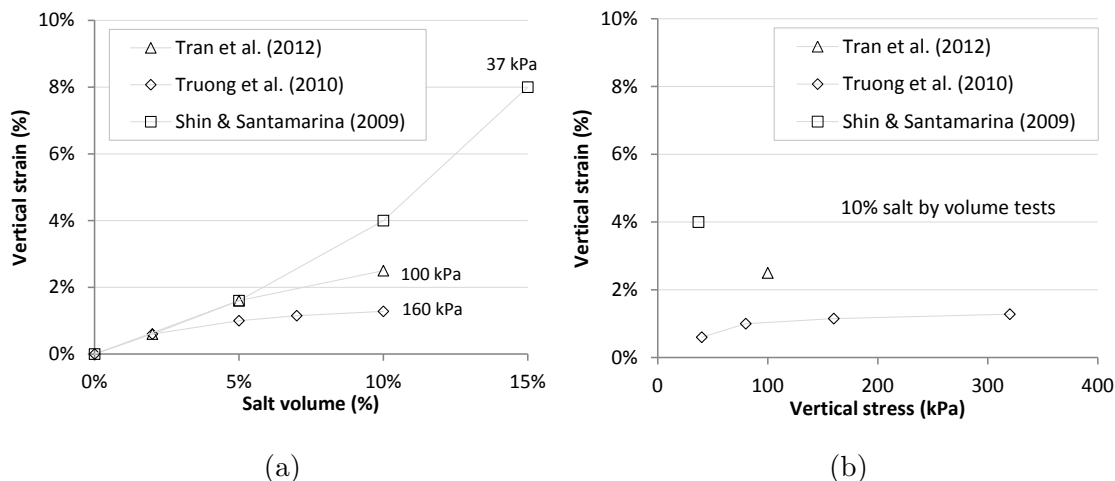 10%
8%
6%
4%
2%
0%
Vertical strain (%)
Tran et al. (2012)
Truong et al. (2010)
Shin & Santamarina (2009)
37 kPa
100 kPa
160 kPa
0%
5%
10%
15%
Salt volume (%)
(a)
10%
8%
6%
4%
2%
0%
Vertical strain (%)
Tran et al. (2012)
Truong et al. (2010)
Shin & Santamarina (2009)
10% salt by volume tests
0
100
200
300
400
Vertical stress (kPa)
(b)